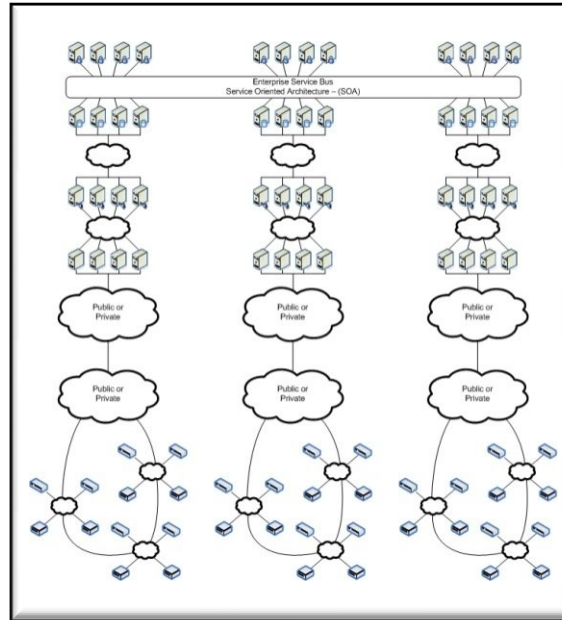 Enterprise Service Bus
Service Oriented Architecture – (SOA)
Public or
Private
Public or
Private
Public or
Private
Public or
Private
Public or
Private
Public or
Private